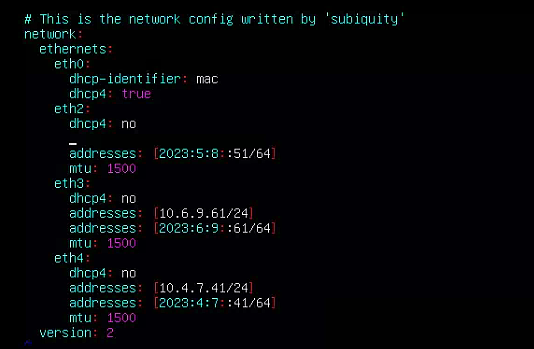 # This is the network config written by 'subiquity'
network:
  ethernets:
    eth0:
      dhcp-identifier: mac
      dhcp4: true
    eth2:
      dhcp4: no
      addresses: [2023:5:8::51/64]
      mtu: 1500
    eth3:
      dhcp4: no
      addresses: [10.6.9.61/24]
      addresses: [2023:6:9::61/64]
      mtu: 1500
    eth4:
      dhcp4: no
      addresses: [10.4.7.41/24]
      addresses: [2023:4:7::41/64]
      mtu: 1500
  version: 2
~